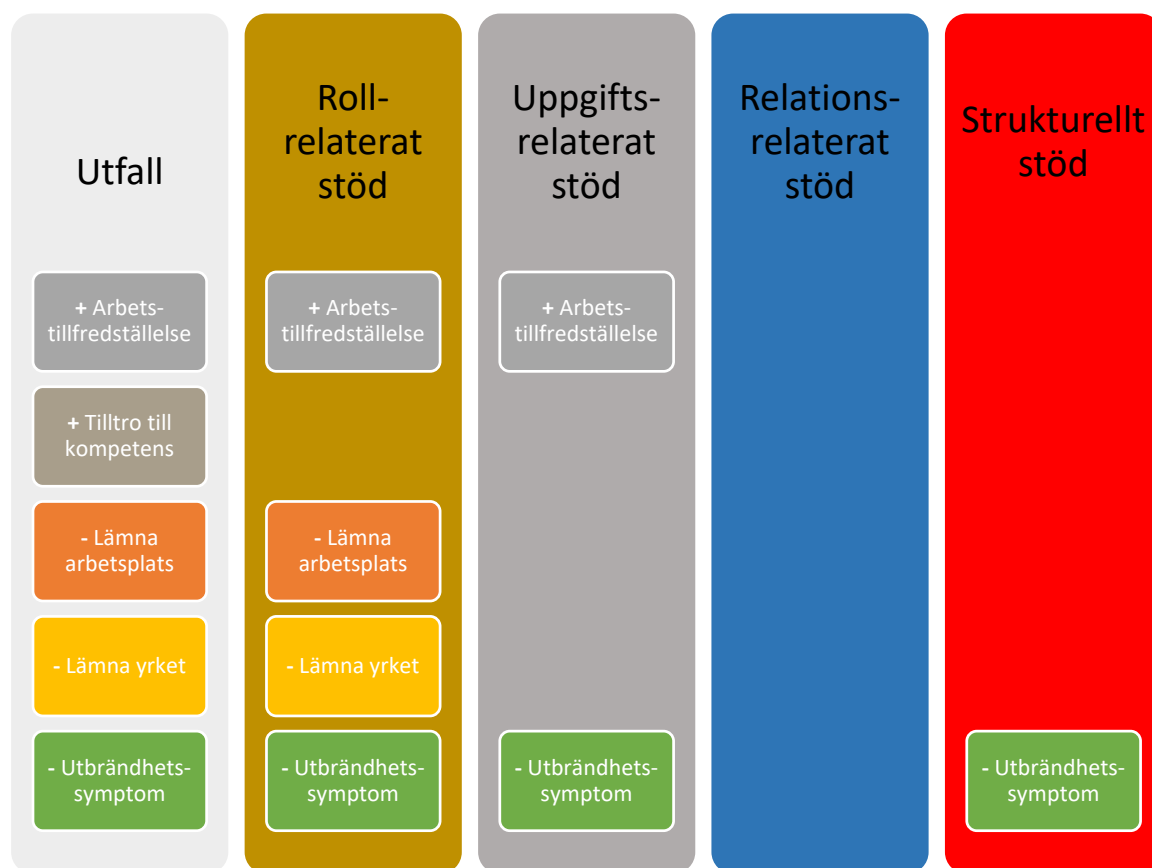 Utfall
Roll-
relaterat
stöd
Uppgifts-
relaterat
stöd
Relations-
relaterat
stöd
Strukturellt
stöd
+ Arbets-
tillfredställelse
+ Tilltro till
kompetens
- Lämna
arbetsplats
- Lämna yrket
- Utbrändhets-
symptom
+ Arbets-
tillfredställelse
- Lämna
arbetsplats
- Lämna yrket
- Utbrändhets-
symptom
+ Arbets-
tillfredställelse
- Utbrändhets-
symptom
- Utbrändhets-
symptom